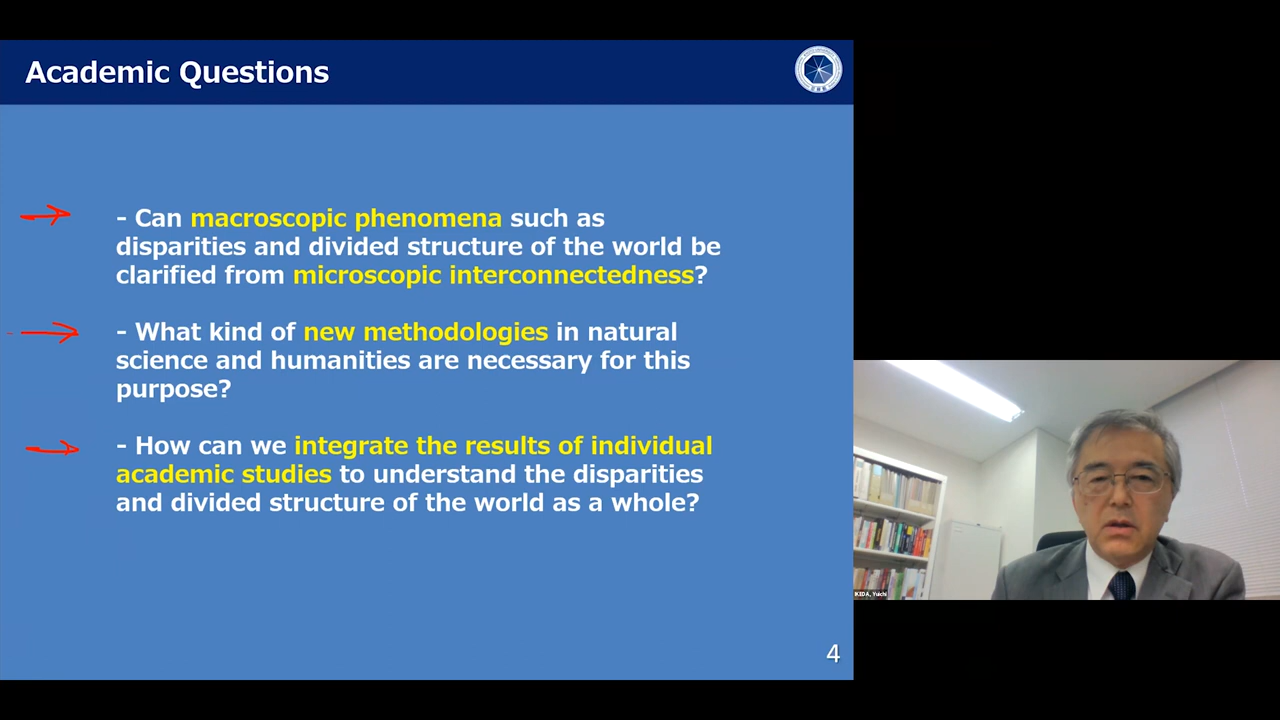 Academic Questions
- Can macroscopic phenomena such as
disparities and divided structure of the world be
clarified from microscopic interconnectedness?
- What kind of new methodologies in natural
science and humanities are necessary for this
purpose?
- How can we integrate the results of individual
academic studies to understand the disparities
and divided structure of the world as a whole?
4
IKEDA, Yuichi